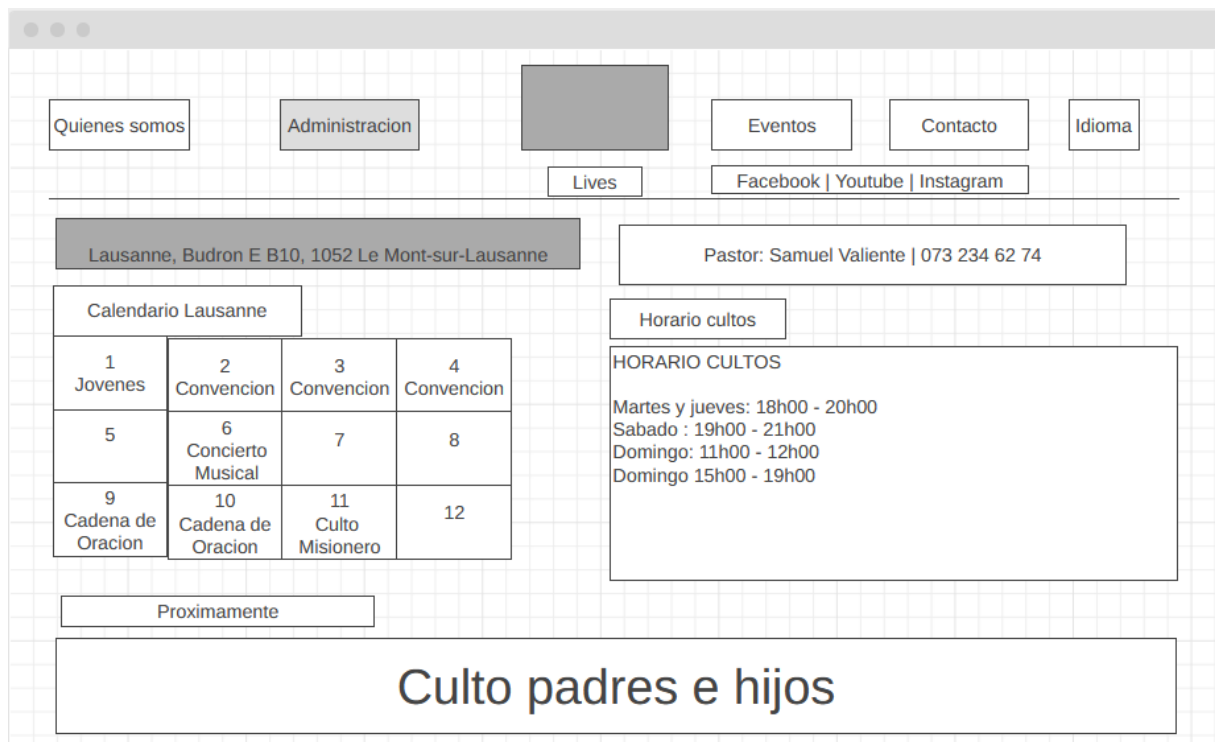 Quienes somos
Administracion
Eventos
Contacto
Idioma
Lives
Facebook | Youtube | Instagram
Lausanne, Budron E B10, 1052 Le Mont-sur-Lausanne
Pastor: Samuel Valiente | 073 234 62 74
Calendario Lausanne
1
Jovenes
2
Convencion
3
Convencion
4
Convencion
5
6
Concierto
Musical
7
8
9
Cadena de
Oracion
10
Cadena de
Oracion
11
Culto
Misionero
12
Horario cultos
HORARIO CULTOS
Martes y jueves: 18h00 - 20h00
Sabado : 19h00 - 21h00
Domingo: 11h00 - 12h00
Domingo 15h00 - 19h00
Proximamente
Culto padres e hijos